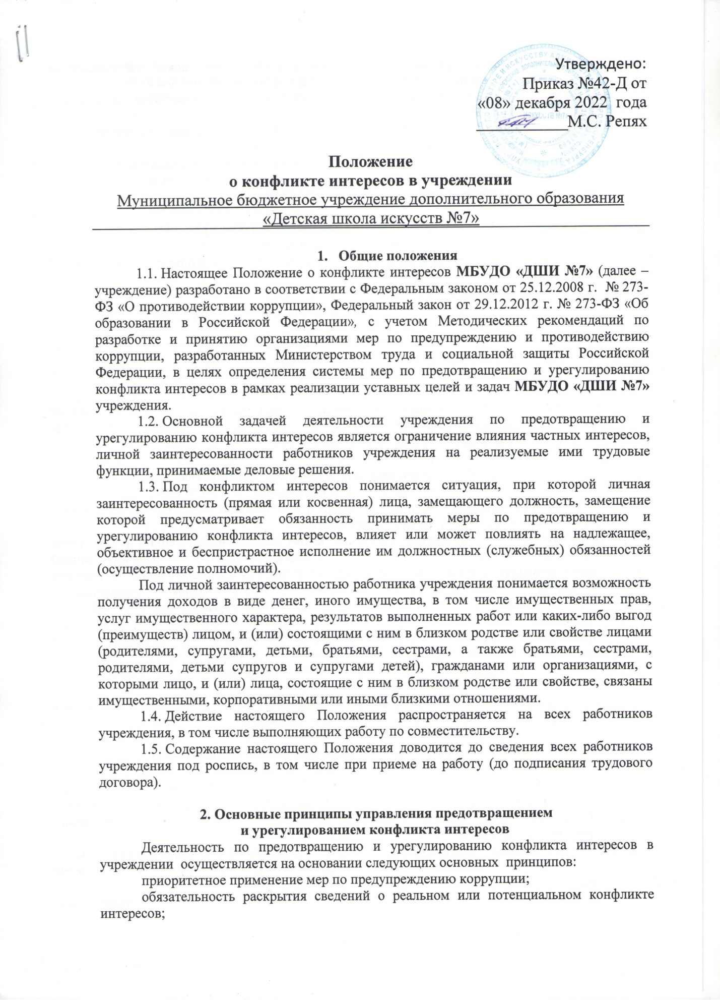 Утверждено:
Приказ №42-Д от
«08» декабря 2022 года
____________М.С. Репях
Положение
о конфликте интересов в учреждении
Муниципальное бюджетное учреждение дополнительного образования
«Детская школа искусств №7»
1. Общие положения
1.1. Настоящее Положение о конфликте интересов МБУДО «ДШИ №7» (далее –
учреждение) разработано в соответствии с Федеральным законом от 25.12.2008 г. № 273-
ФЗ «О противодействии коррупции», Федеральный закон от 29.12.2012 г. № 273-ФЗ «Об
образовании в Российской Федерации», с учетом Методических рекомендаций по
разработке и принятию организациями мер по предупреждению и противодействию
коррупции, разработанных Министерством труда и социальной защиты Российской
Федерации, в целях определения системы мер по предотвращению и урегулированию
конфликта интересов в рамках реализации уставных целей и задач МБУДО «ДШИ №7»
учреждения.
1.2. Основной задачей деятельности учреждения по предотвращению и
урегулированию конфликта интересов является ограничение влияния частных интересов,
личной заинтересованности работников учреждения на реализуемые ими трудовые
функции, принимаемые деловые решения.
1.3. Под конфликтом интересов понимается ситуация, при которой личная
заинтересованность (прямая или косвенная) лица, замещающего должность, замещение
которой предусматривает обязанность принимать меры по предотвращению и
урегулированию конфликта интересов, влияет или может повлиять на надлежащее,
объективное и беспристрастное исполнение им должностных (служебных) обязанностей
(осуществление полномочий).
Под личной заинтересованностью работника учреждения понимается возможность
получения доходов в виде денег, иного имущества, в том числе имущественных прав,
услуг имущественного характера, результатов выполненных работ или каких-либо выгод
(преимуществ) лицом, и (или) состоящими с ним в близком родстве или свойстве лицами
(родителями, супругами, детьми, братьями, сестрами, а также братьями, сестрами,
родителями, детьми супругов и супругами детей), гражданами или организациями, с
которыми лицо, и (или) лица, состоящие с ним в близком родстве или свойстве, связаны
имущественными, корпоративными или иными близкими отношениями.
1.4. Действие настоящего Положения распространяется на всех работников
учреждения, в том числе выполняющих работу по совместительству.
1.5. Содержание настоящего Положения доводится до сведения всех работников
учреждения под роспись, в том числе при приеме на работу (до подписания трудового
договора).
2. Основные принципы управления предотвращением
и урегулированием конфликта интересов
Деятельность по предотвращению и урегулированию конфликта интересов в
учреждении осуществляется на основании следующих основных принципов:
приоритетное применение мер по предупреждению коррупции;
обязательность раскрытия сведений о реальном или потенциальном конфликте
интересов;